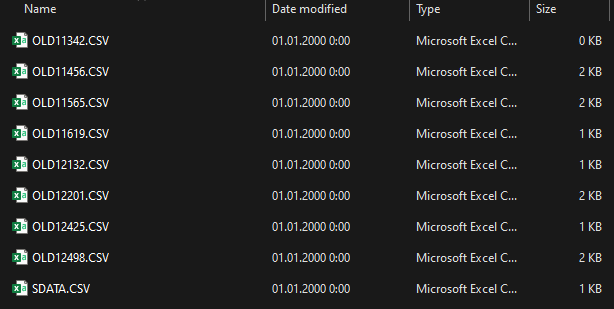 Name Date modified Type Size
OLD11342.CSV 01.01.2000 0:00 Microsoft Excel C... 0 KB
OLD11456.CSV 01.01.2000 0:00 Microsoft Excel C... 2 KB
OLD11565.CSV 01.01.2000 0:00 Microsoft Excel C... 2 KB
OLD11619.CSV 01.01.2000 0:00 Microsoft Excel C... 1 KB
OLD12132.CSV 01.01.2000 0:00 Microsoft Excel C... 1 KB
OLD12201.CSV 01.01.2000 0:00 Microsoft Excel C... 2 KB
OLD12425.CSV 01.01.2000 0:00 Microsoft Excel C... 1 KB
OLD12498.CSV 01.01.2000 0:00 Microsoft Excel C... 2 KB
SDATA.CSV 01.01.2000 0:00 Microsoft Excel C... 1 KB